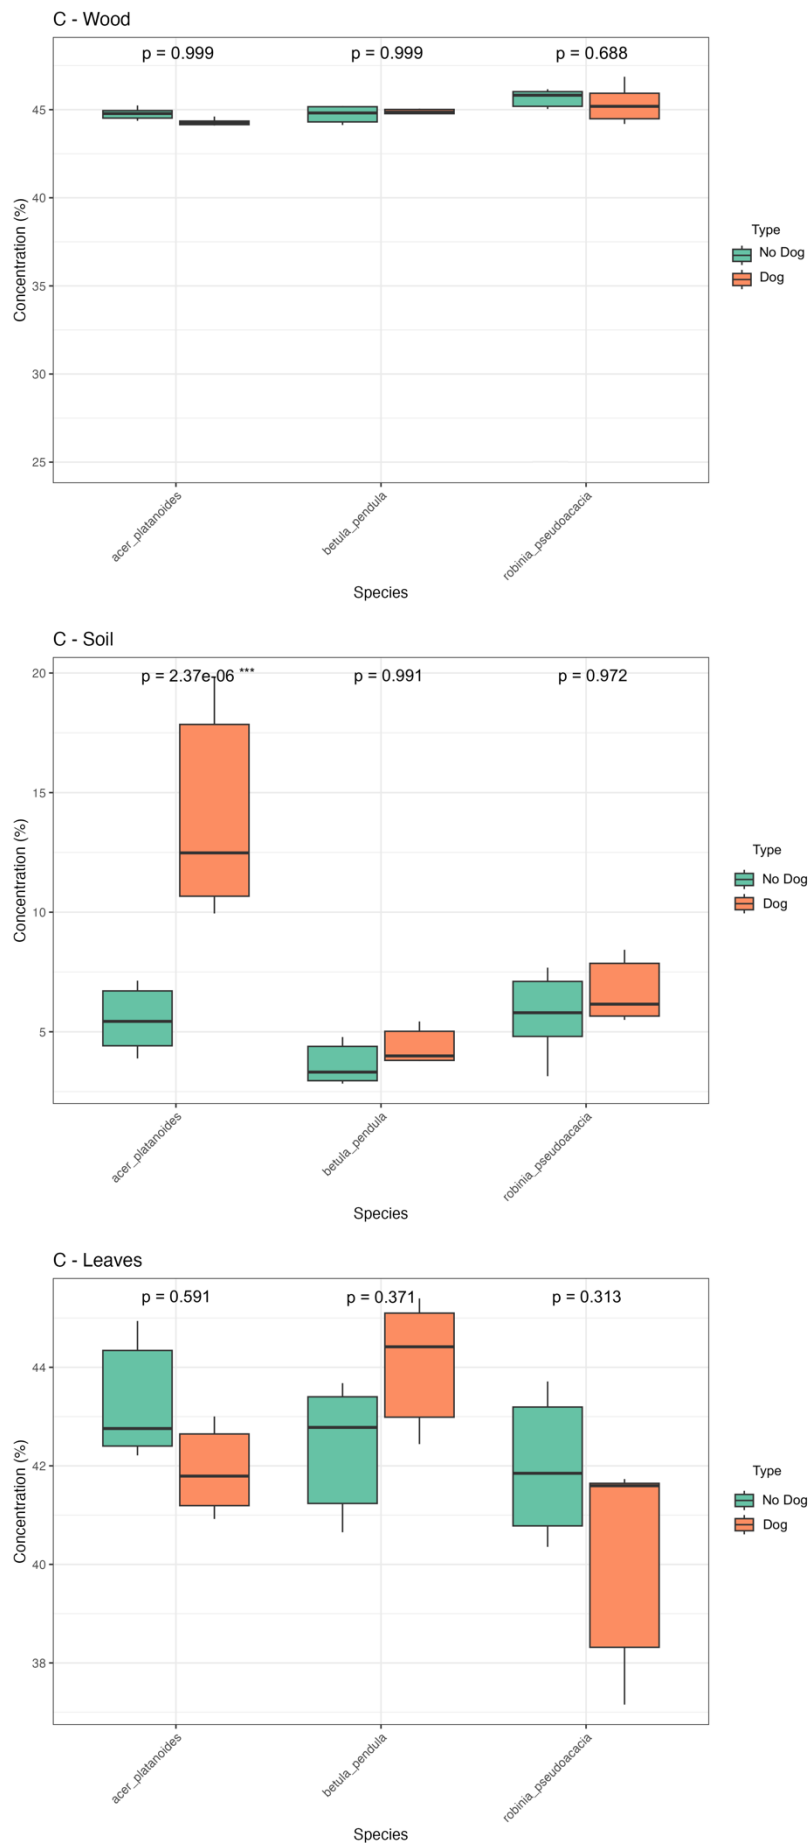 C - Wood
p = 0.999
p = 0.999
p = 0.688
45
40
35
30
25
Concentration (%)
Type
No Dog
Dog
acer_platanoides
betula_pendula
robinia_pseudoacacia
Species
C - Soil
p = 2.37e-06 ***
p = 0.991
p = 0.972
20
15
10
5
Concentration (%)
Type
No Dog
Dog
acer_platanoides
betula_pendula
robinia_pseudoacacia
Species
C - Leaves
p = 0.591
p = 0.371
p = 0.313
44
42
40
38
Concentration (%)
Type
No Dog
Dog
acer_platanoides
betula_pendula
robinia_pseudoacacia
Species